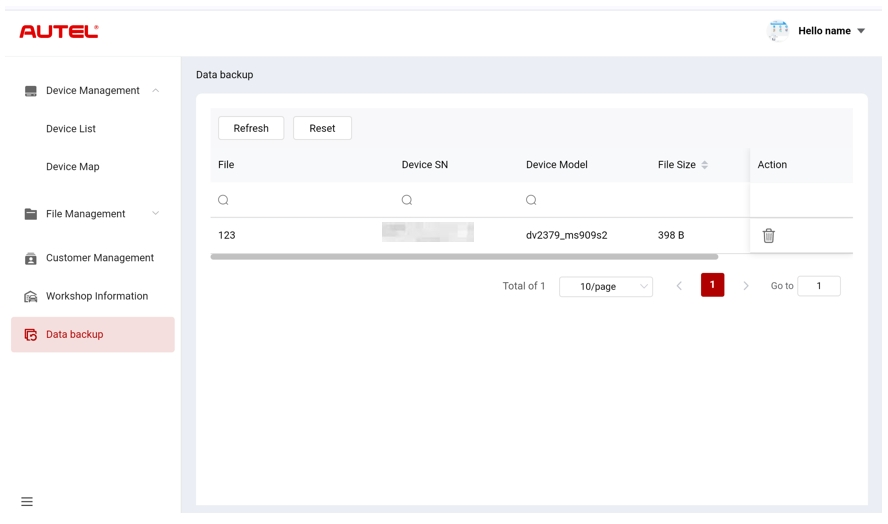 AUTEL
Hello name
Device Management
Device List
Device Map
File Management
Customer Management
Workshop Information
Data backup
Data backup
Refresh Reset
File Device SN Device Model File Size Action
123 dv2379_ms909s2 398 B
Total of 1 10/page 1 Go to 1